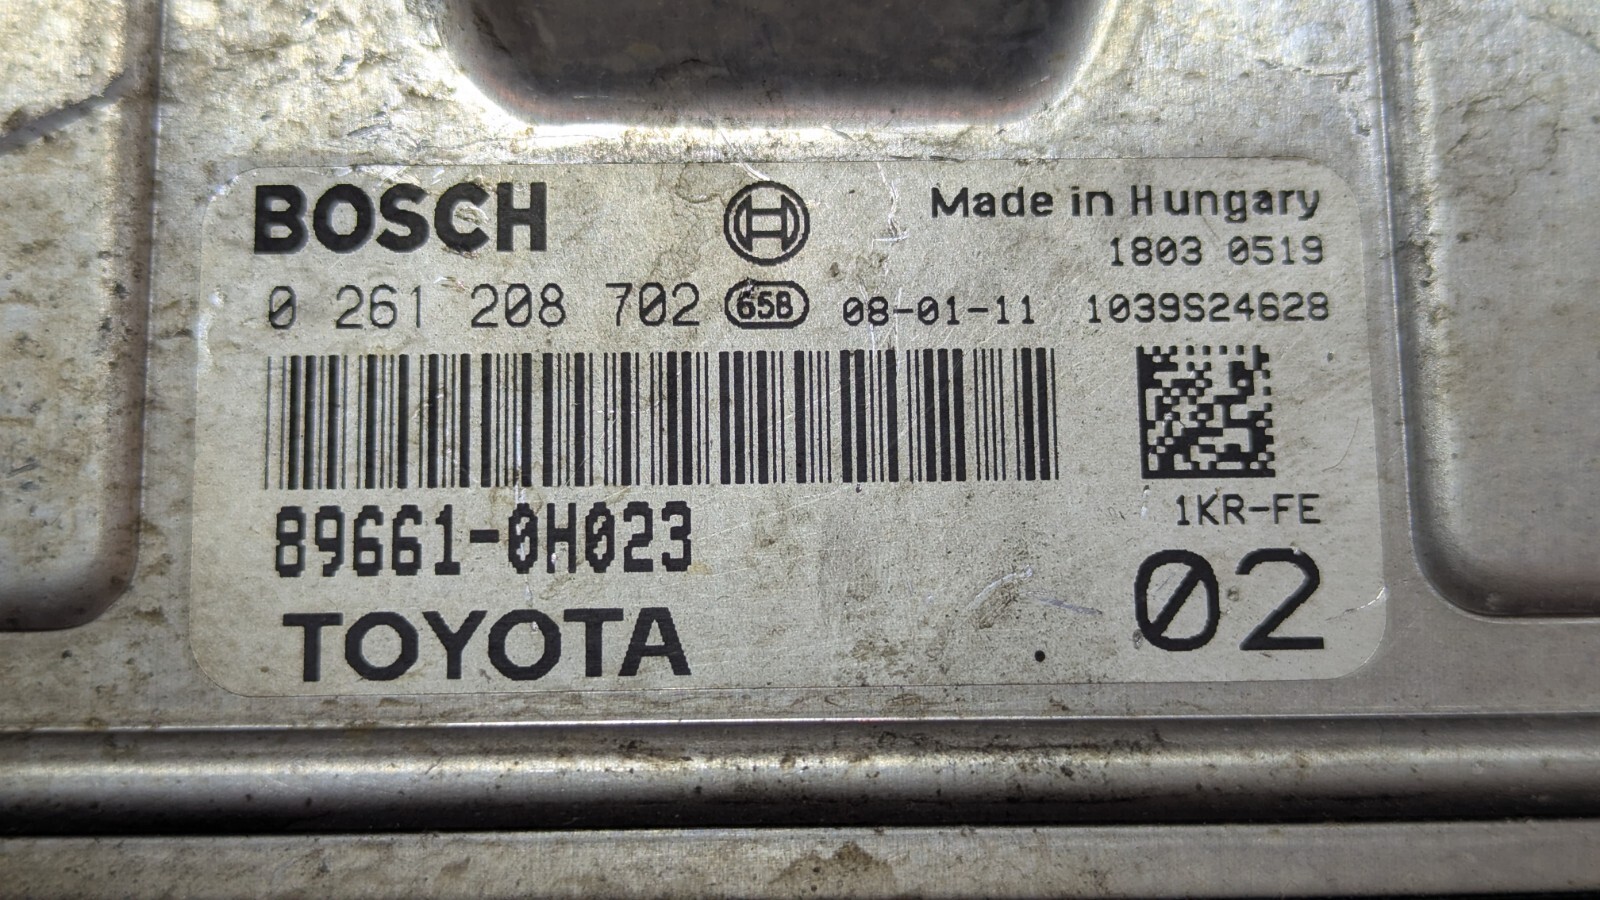 BOSCH
Made in Hungary
1803 0519
0 261 208 702 65B 08-01-11 1039S24628
89661-0H023
1KR-FE
TOYOTA
02